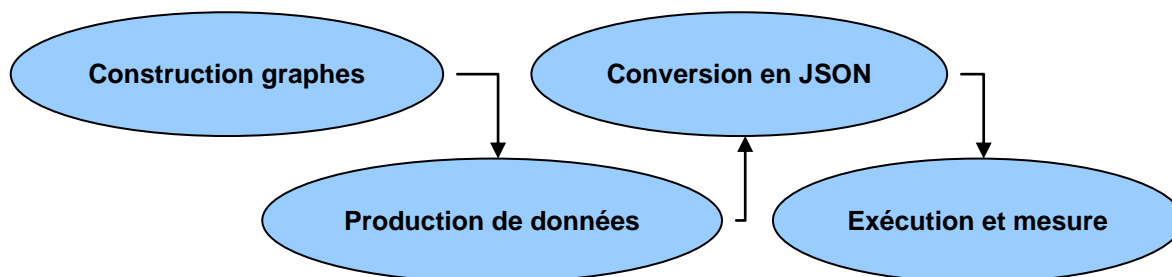 Construction graphes
Conversion en JSON
Production de données
Exécution et mesure